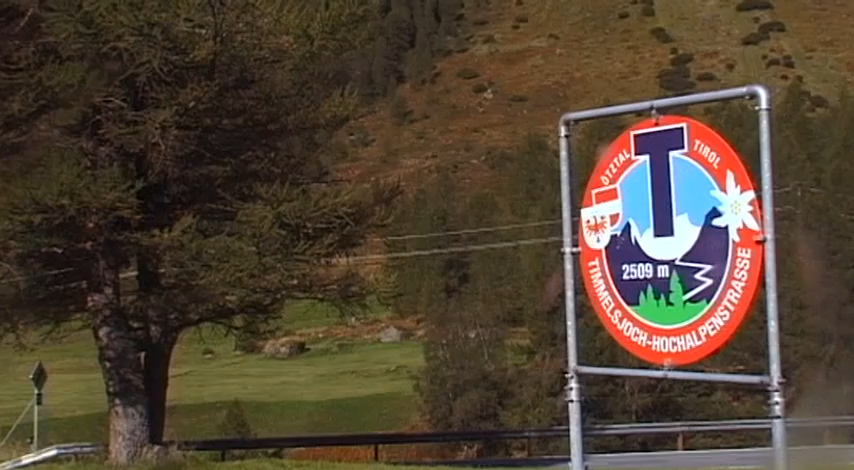 ÖTZTAL
TIROL
T
2509 m
TIMMELSJOCH-HOCHALPENSTRASSE